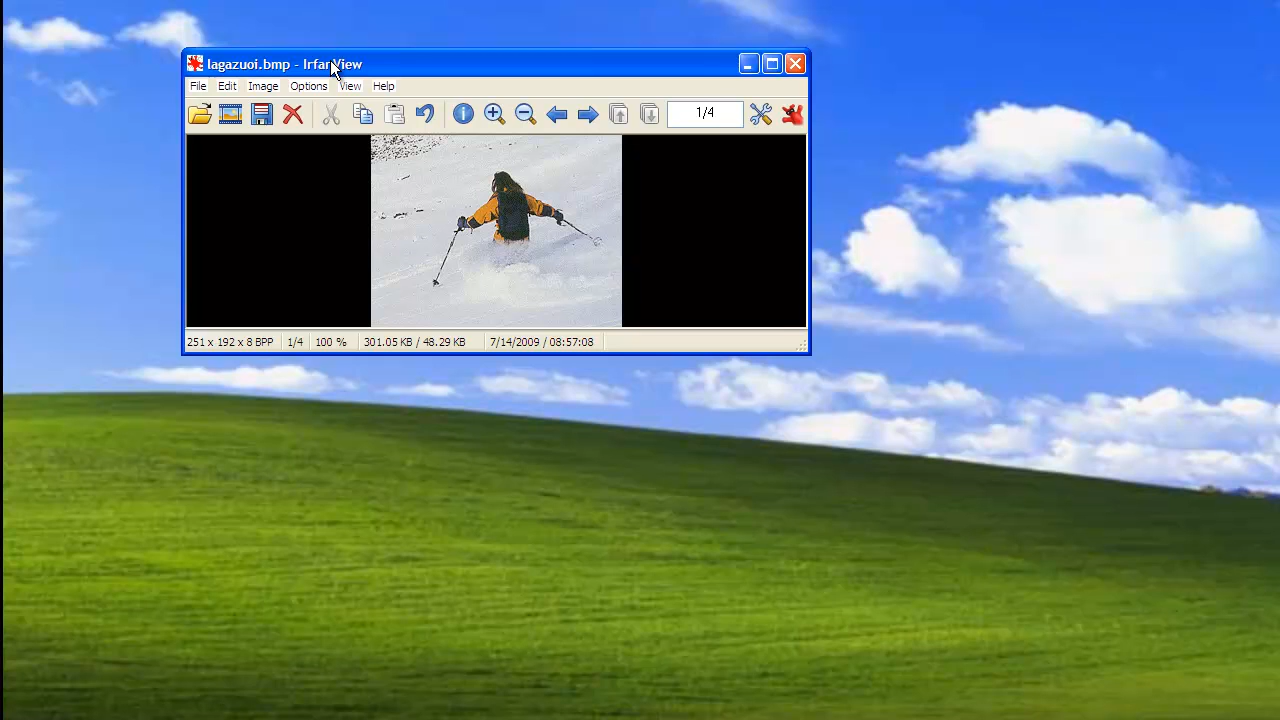 lagazuoi.bmp - IrfanView
File Edit Image Options View Help
1/4
251 x 192 x 8 BPP 1/4 100 % 301.05 KB / 48.29 KB 7/14/2009 / 08:57:08